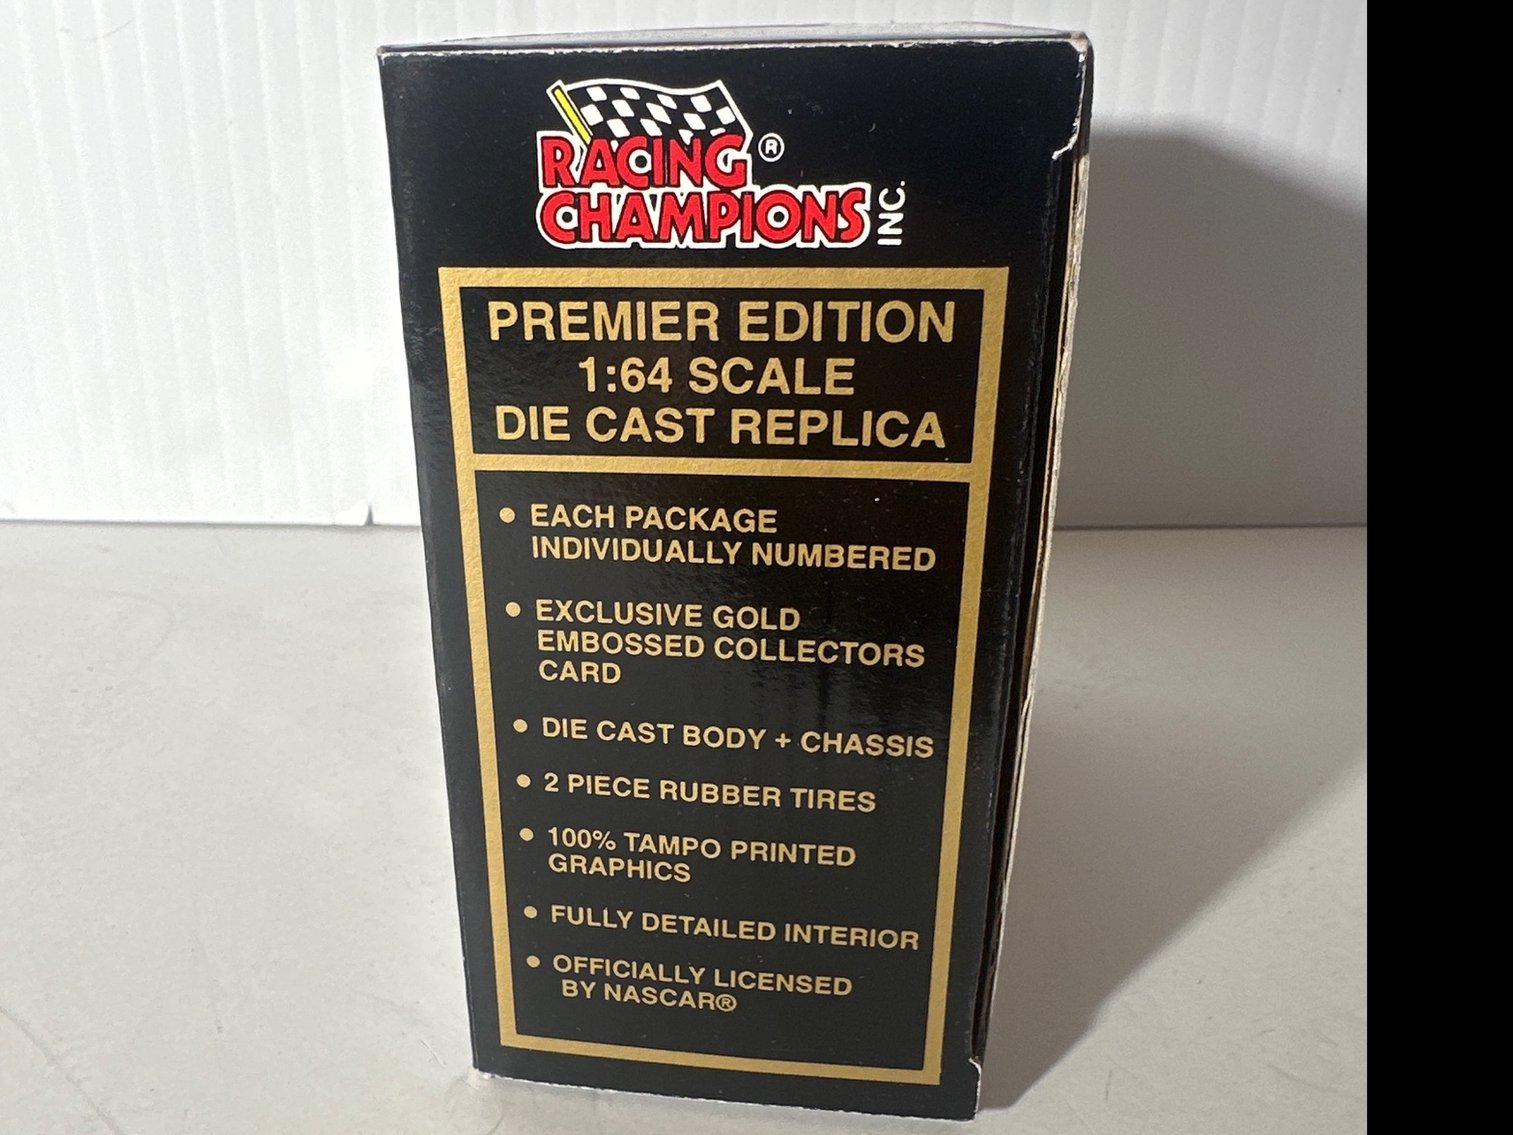 RACING ®
CHAMPIONS INC.
PREMIER EDITION
1:64 SCALE
DIE CAST REPLICA
• EACH PACKAGE
INDIVIDUALLY NUMBERED
• EXCLUSIVE GOLD
EMBOSSED COLLECTORS
CARD
• DIE CAST BODY + CHASSIS
• 2 PIECE RUBBER TIRES
• 100% TAMPO PRINTED
GRAPHICS
• FULLY DETAILED INTERIOR
• OFFICIALLY LICENSED
BY NASCAR®